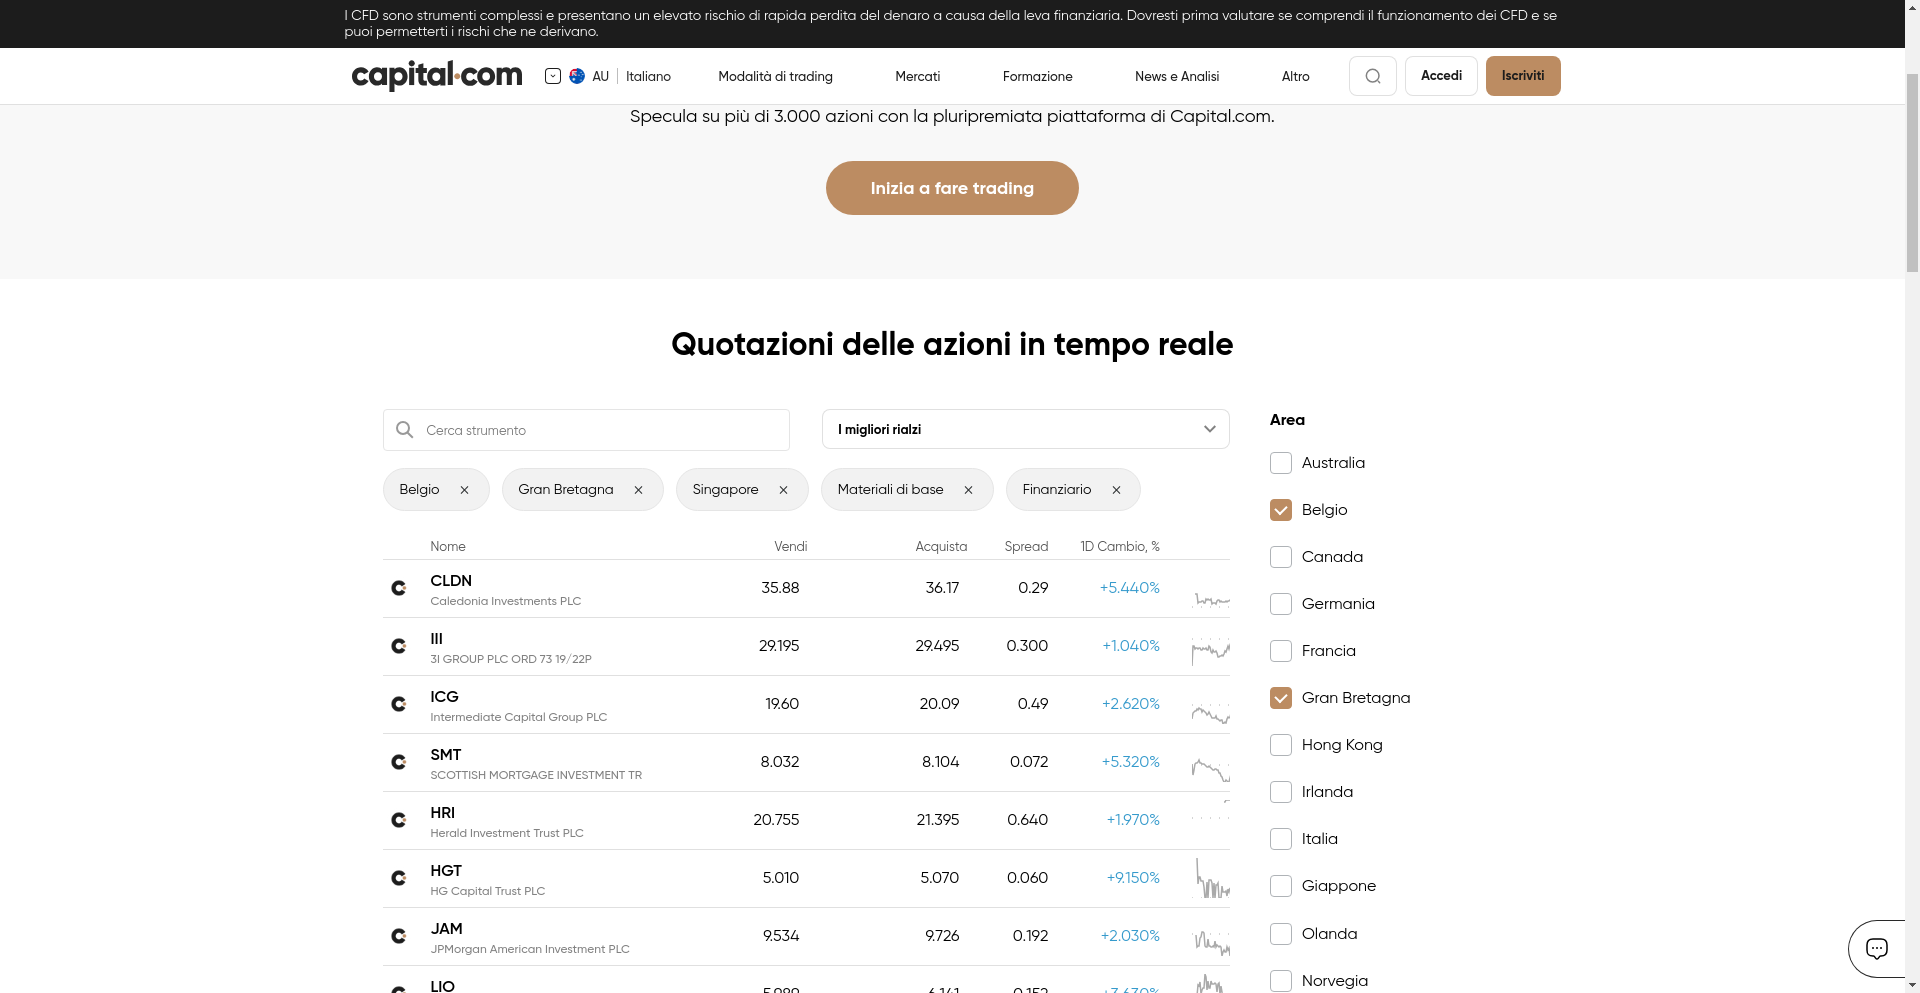 I CFD sono strumenti complessi e presentano un elevato rischio di rapida perdita del denaro a causa della leva finanziaria. Dovresti prima valutare se comprendi il funzionamento dei CFD e se
puoi permetterti i rischi che ne derivano.
capital.com
AU Italiano Modalità di trading Mercati Formazione News e Analisi Altro Accedi Iscriviti
Specula su più di 3.000 azioni con la pluripremiata piattaforma di Capital.com.
Inizia a fare trading
Quotazioni delle azioni in tempo reale
Cerca strumento
I migliori rialzi
Belgio Gran Bretagna Singapore Materiali di base Finanziario
Nome Vendi Acquista Spread 1D Cambio, %
CLDN 35.88 36.17 0.29 +5.440%
Caledonia Investments PLC
III 29.195 29.495 0.300 +1.040%
3I GROUP PLC ORD 73 19/22P
ICG 19.60 20.09 0.49 +2.620%
Intermediate Capital Group PLC
SMT 8.032 8.104 0.072 +5.320%
SCOTTISH MORTGAGE INVESTMENT TR
HRI 20.755 21.395 0.640 +1.970%
Herald Investment Trust PLC
HGT 5.010 5.070 0.060 +9.150%
HG Capital Trust PLC
JAM 9.534 9.726 0.192 +2.030%
JPMorgan American Investment PLC
LIO 5.989 6.141 0.152 +3.630%
Area
Australia
Belgio
Canada
Germania
Francia
Gran Bretagna
Hong Kong
Irlanda
Italia
Giappone
Olanda
Norvegia